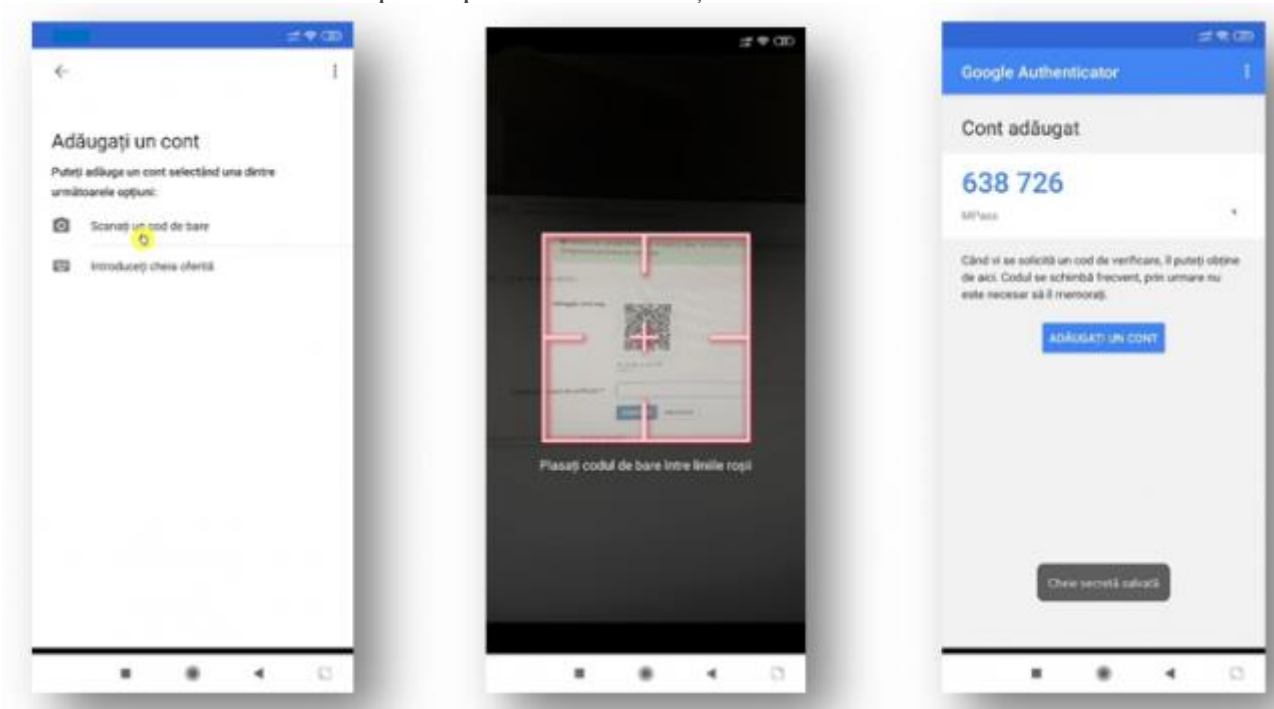 Adăugați un cont
Puteți adăuga un cont selectând una dintre
următoarele opțiuni:
Scanați un cod de bare
Introduceți cheia oferită
Plasați codul de bare între liniile roșii
Google Authenticator
Cont adăugat
638 726
MPass
Când vi se solicită un cod de verificare, îl puteți obține
de aici. Codul se schimbă frecvent, prin urmare nu
este necesar să îl memorați.
ADĂUGAȚI UN CONT
Cheie secretă salvată